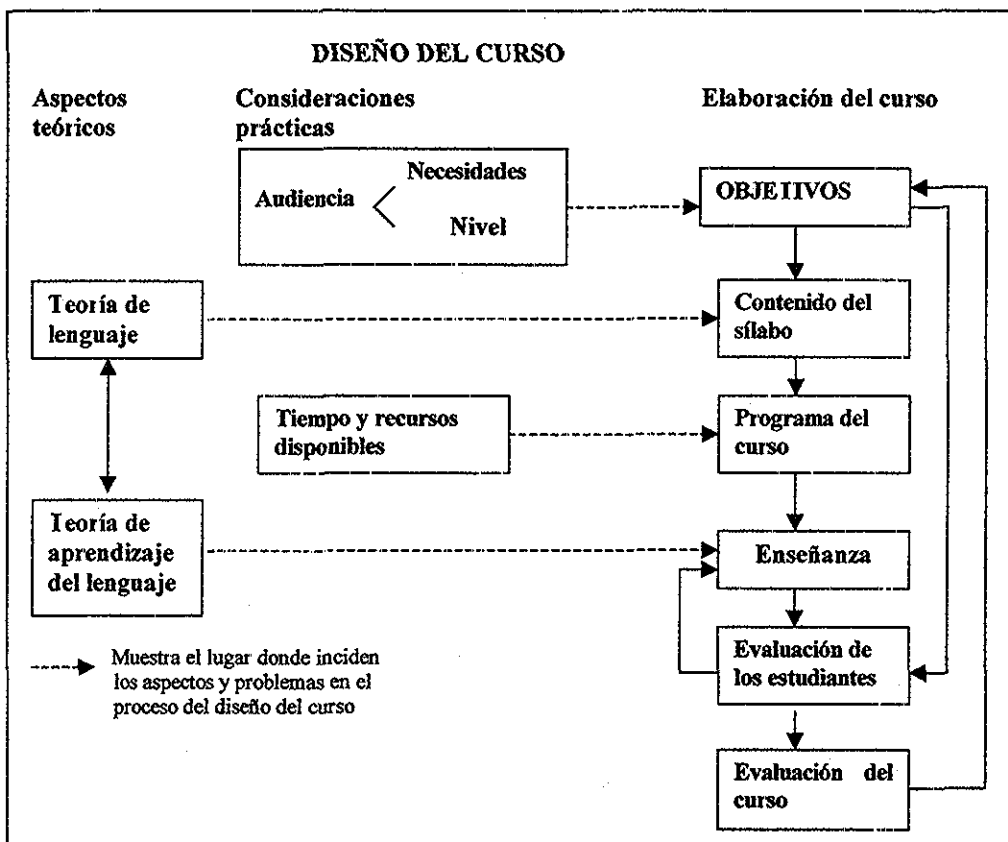 DISEÑO DEL CURSO
Aspectos
teóricos
Consideraciones
prácticas
Elaboración del curso
Audiencia
Necesidades
Nivel
OBJETIVOS
Teoría de
lenguaje
Contenido del
sílabo
Tiempo y recursos
disponibles
Programa del
curso
Teoría de
aprendizaje
del lenguaje
Enseñanza
Evaluación de
los estudiantes
Muestra el lugar donde inciden
los aspectos y problemas en el
proceso del diseño del curso
Evaluación del
curso